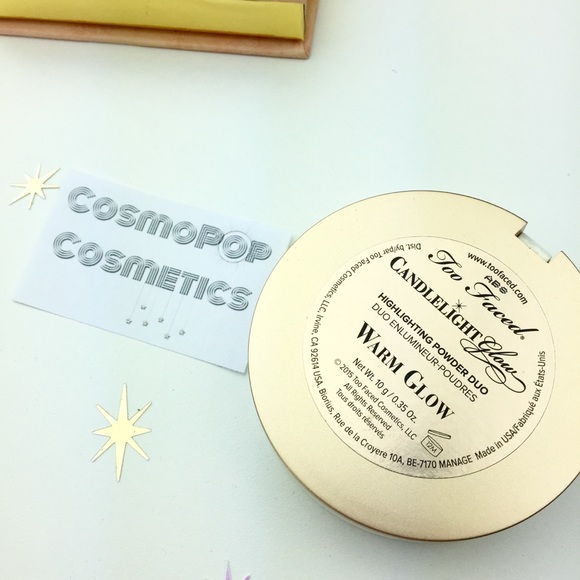 CosmoPop
Cosmetics
www.toofaced.com
ABS
Too Faced®
CANDLELIGHT Glow
HIGHLIGHTING POWDER DUO
DUO ENLUMINEUR-POUDRES
WARM GLOW
Net Wt. 10 g / 0.35 Oz.
© 2015 Too Faced Cosmetics, LLC
All Rights Reserved
Tous droits réservés
12M
Dist. by/par Too Faced Cosmetics, LLC, Irvine, CA 92614 USA. Biorius, Rue de la Croyere 10A, BE-7170 MANAGE Made in USA/Fabriqué aux États-Unis